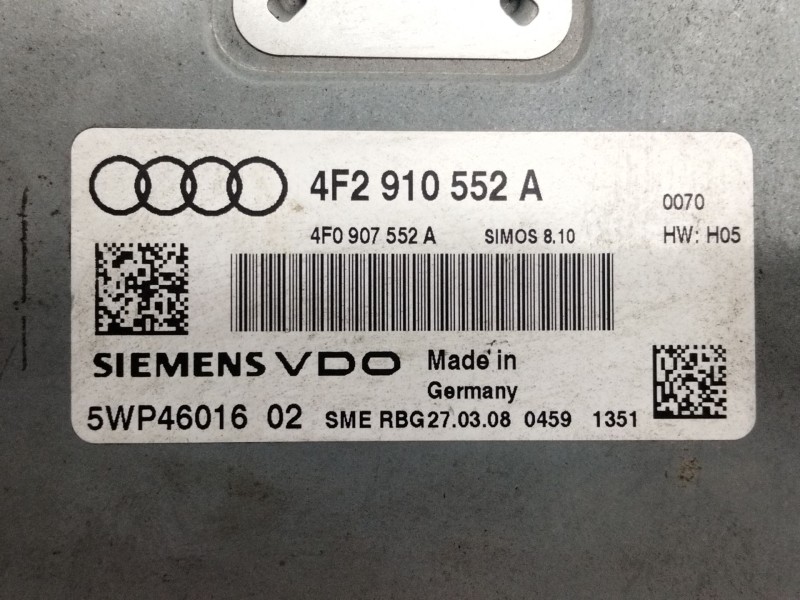 4F2 910 552 A
0070
4F0 907 552 A SIMOS 8.10 HW: H05
SIEMENS VDO Made in
Germany
5WP46016 02 SME RBG27.03.08 0459 1351